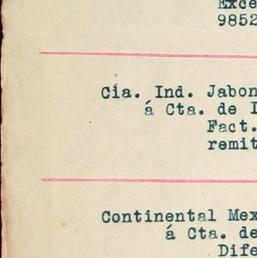 Exce
9852
Cia. Ind. Jabon
á Cta. de I
Fact.
remit
Continental Mex
á Cta. de
Dife